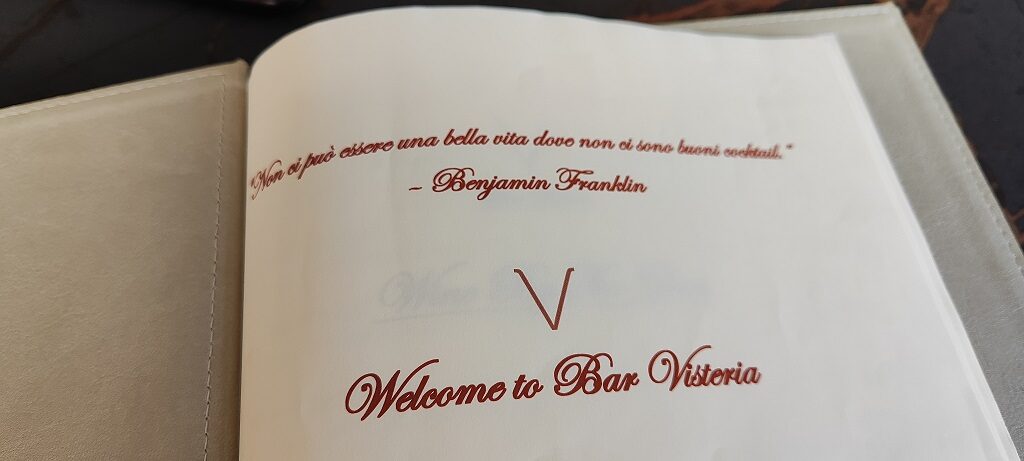 "Non ci può essere una bella vita dove non ci sono buoni cocktail."
~ Benjamin Franklin
V
Welcome to Bar Visteria